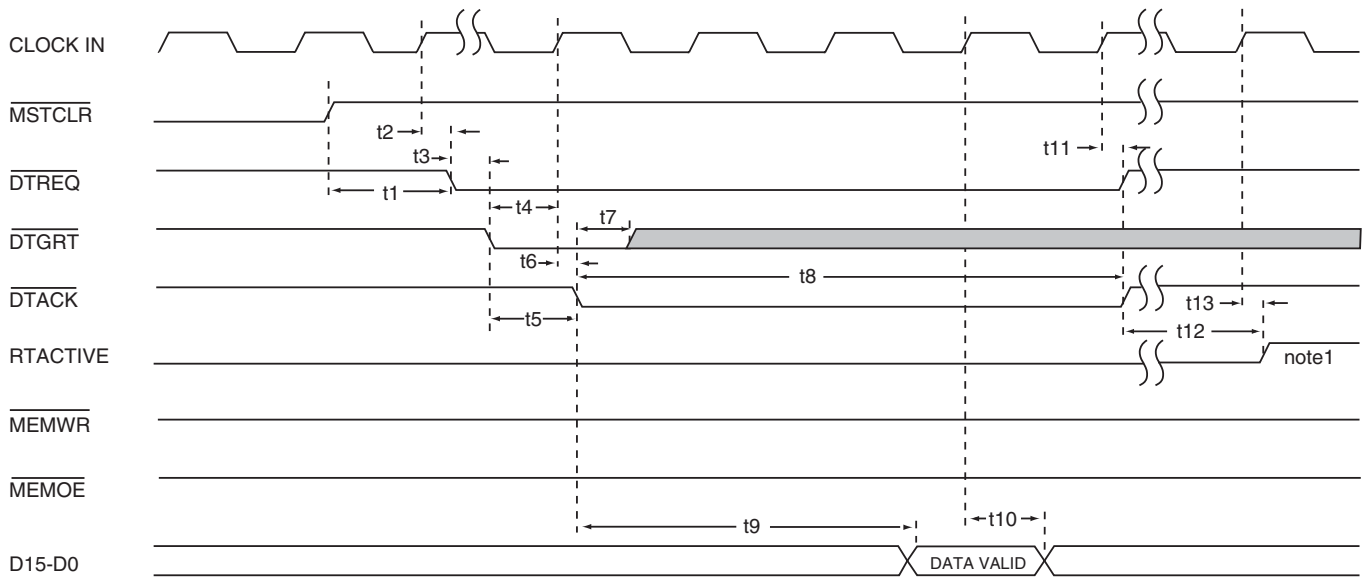 CLOCK IN
MSTCLR
t2
t3
t11
DTREQ
t1
t4
t7
DTGRT
t6
t8
DTACK
t13
t5
t12
RTACTIVE
note1
MEMWR
MEMOE
t9
t10
D15-D0
DATA VALID